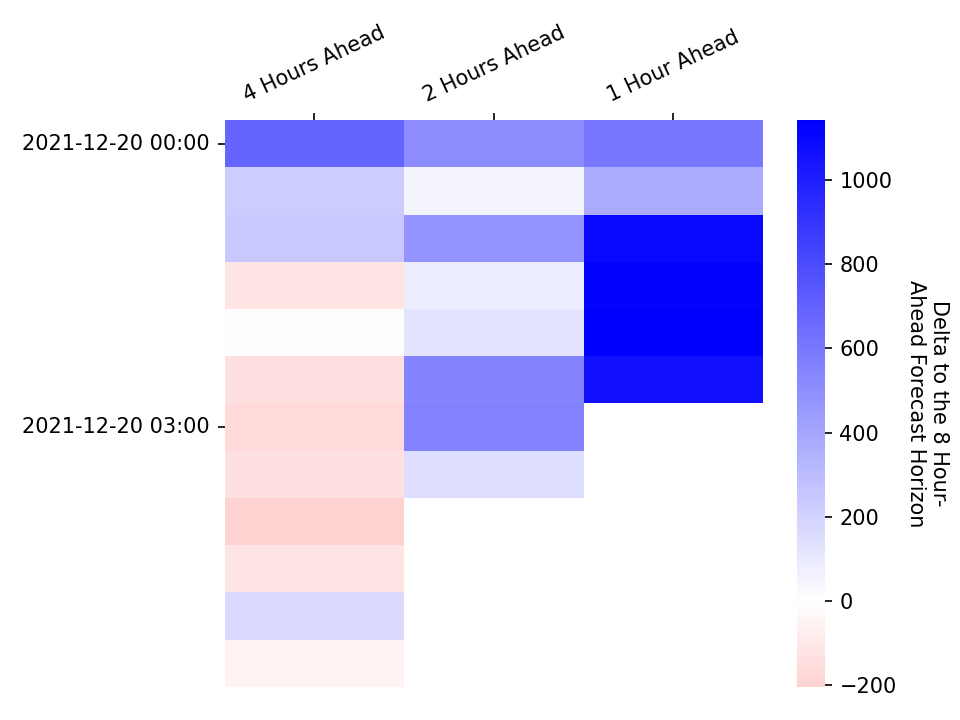 4 Hours Ahead
2 Hours Ahead
1 Hour Ahead
2021-12-20 00:00
2021-12-20 03:00
1000
800
600
400
200
0
−200
Delta to the 8 Hour-
Ahead Forecast Horizon